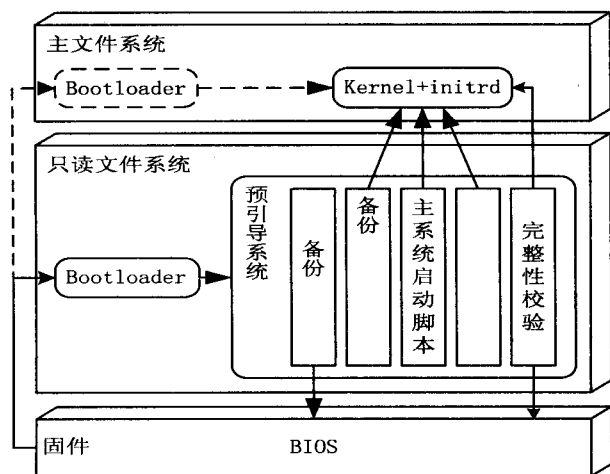 主文件系统
Bootloader
Kernel+initrd
只读文件系统
Bootloader
预引导系统
备份
备份
主系统启动脚本
完整性校验
固件
BIOS